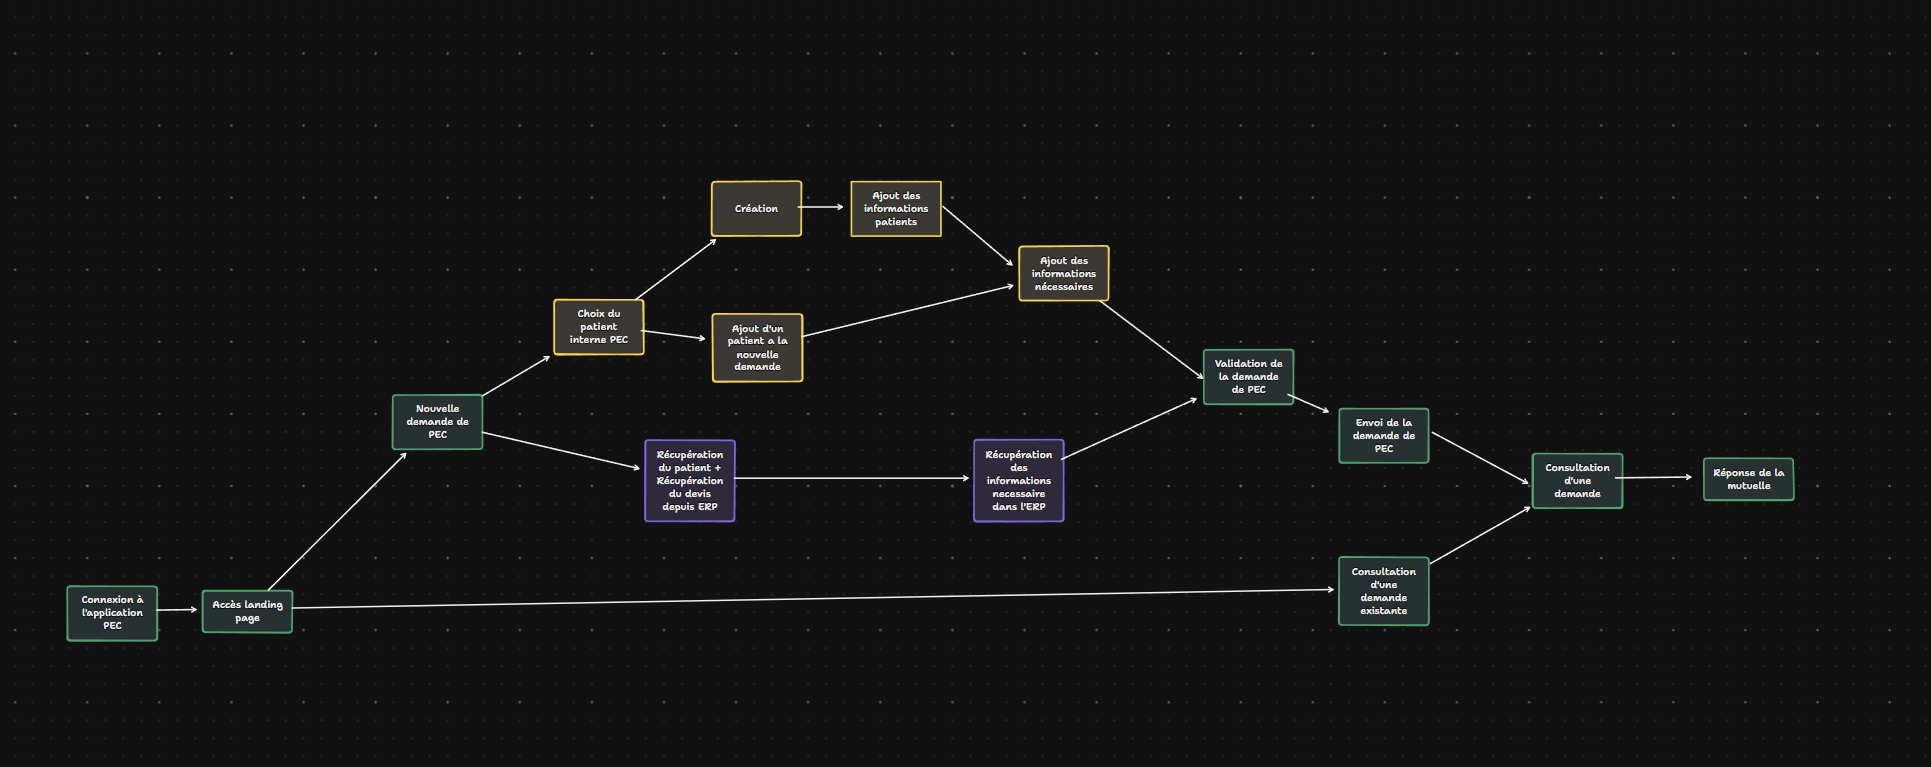 Création
Ajout des
informations
patients
Ajout des
informations
nécessaires
Choix du
patient
interne PEC
Ajout d'un
patient a la
nouvelle
demande
Validation de
la demande
de PEC
Nouvelle
demande de
PEC
Envoi de la
demande de
PEC
Récupération
du patient +
Récupération
du devis
depuis ERP
Récupération
des
informations
necessaire
dans l'ERP
Consultation
d'une
demande
Réponse de la
mutuelle
Connexion à
l'application
PEC
Accès landing
page
Consultation
d'une
demande
existante